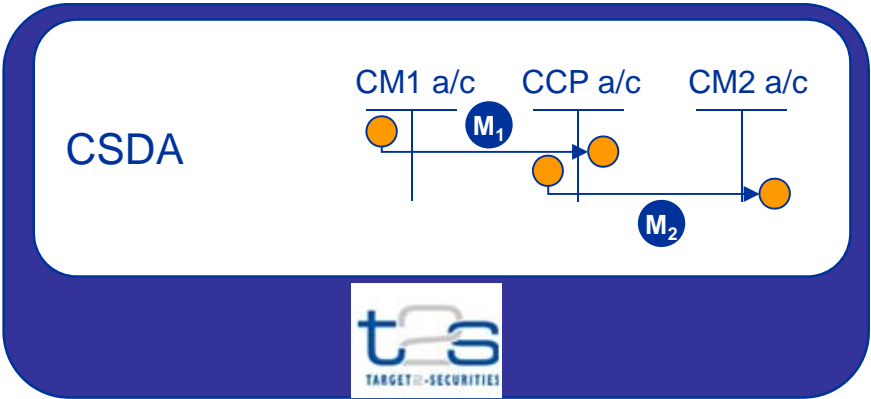 CM1 a/c CCP a/c CM2 a/c
M₁
CSDA
M₂
t2s
TARGET2-SECURITIES